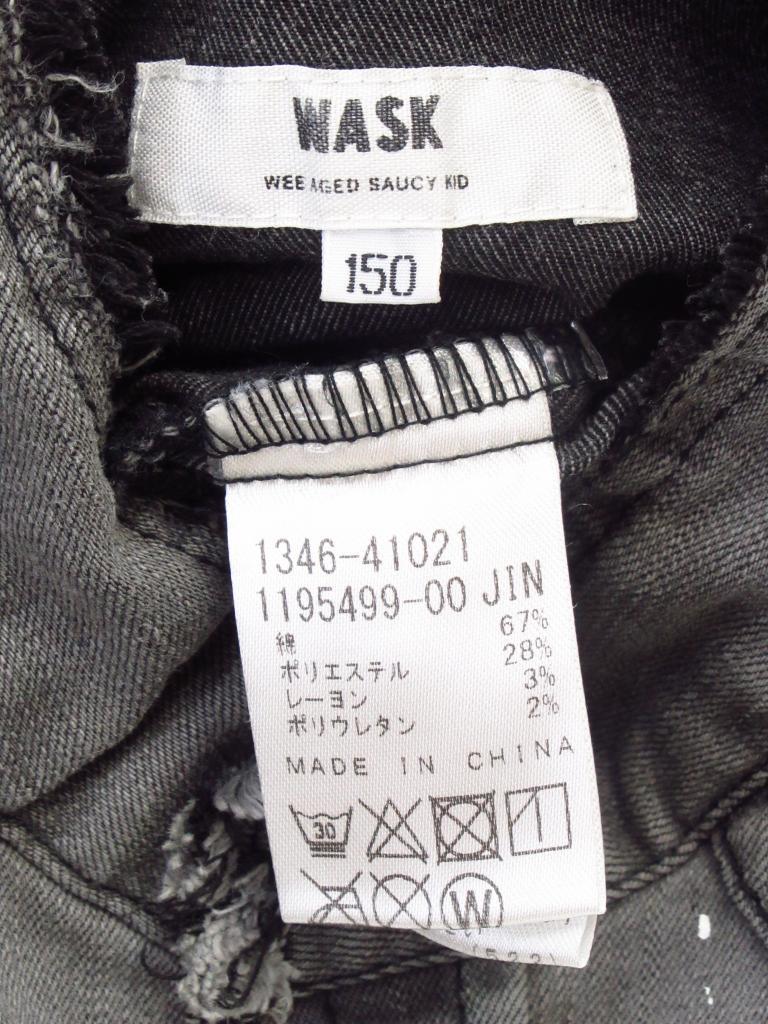 WASK
WEE AGED SAUCY KID
150
1346-41021
1195499-00 JIN
綿 67%
ポリエステル 28%
レーヨン 3%
ポリウレタン 2%
MADE IN CHINA
30
W